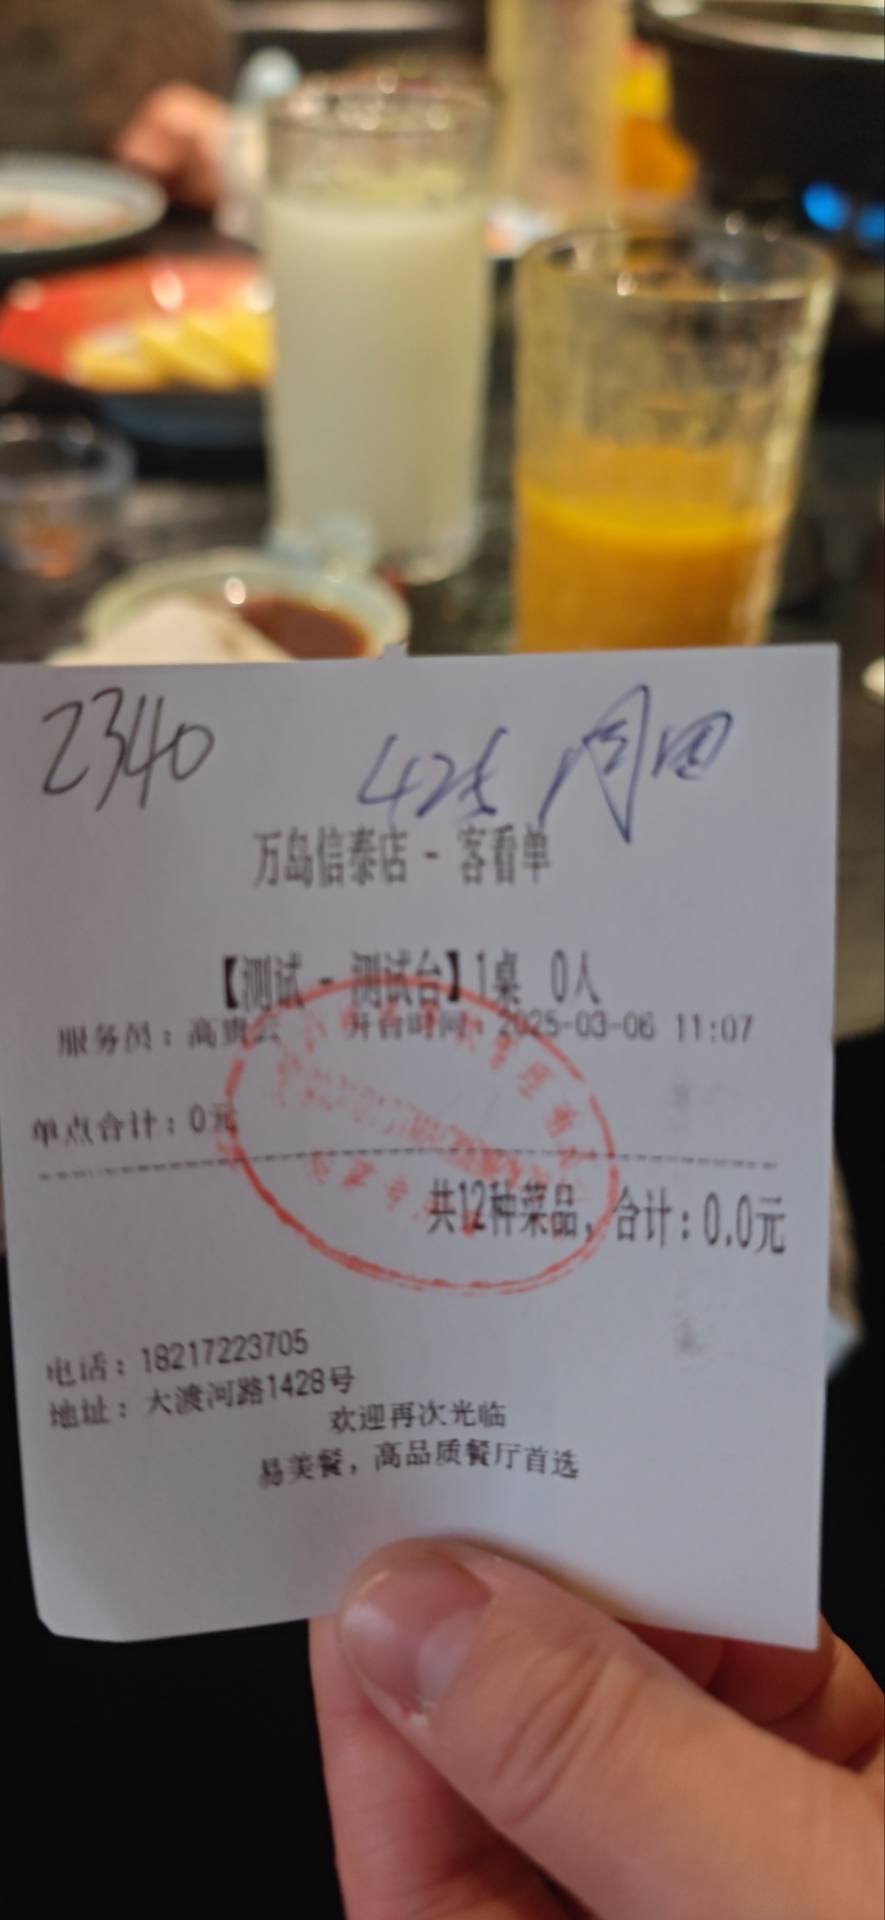 2340
425 周四
万岛信泰店 - 客看单
【测试 - 测试台】1桌 0人
服务员：高贵云 开台时间：2025-03-06 11:07
单点合计：0元
共12种菜品，合计：0.0元
电话：18217223705
地址：大渡河路1428号
欢迎再次光临
易美餐，高品质餐厅首选